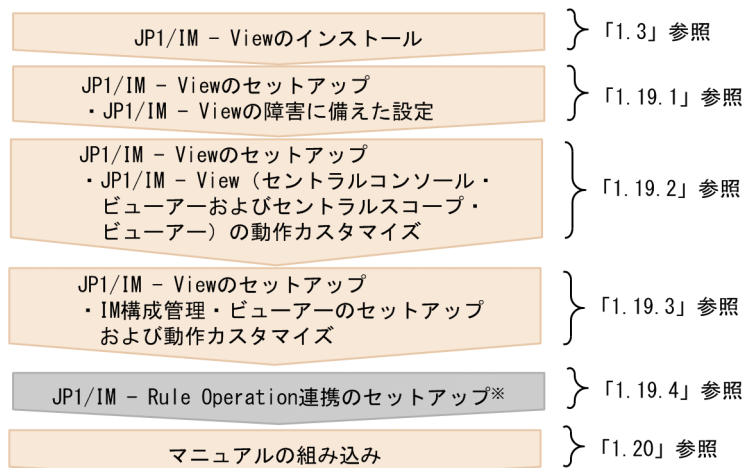 JP1/IM - Viewのインストール
「1.3」参照
JP1/IM - Viewのセットアップ
・JP1/IM - Viewの障害に備えた設定
「1.19.1」参照
JP1/IM - Viewのセットアップ
・JP1/IM - View（セントラルコンソール・
ビューアーおよびセントラルスコープ・
ビューアー）の動作カスタマイズ
「1.19.2」参照
JP1/IM - Viewのセットアップ
・IM構成管理・ビューアーのセットアップ
および動作カスタマイズ
「1.19.3」参照
JP1/IM - Rule Operation連携のセットアップ※
「1.19.4」参照
マニュアルの組み込み
「1.20」参照